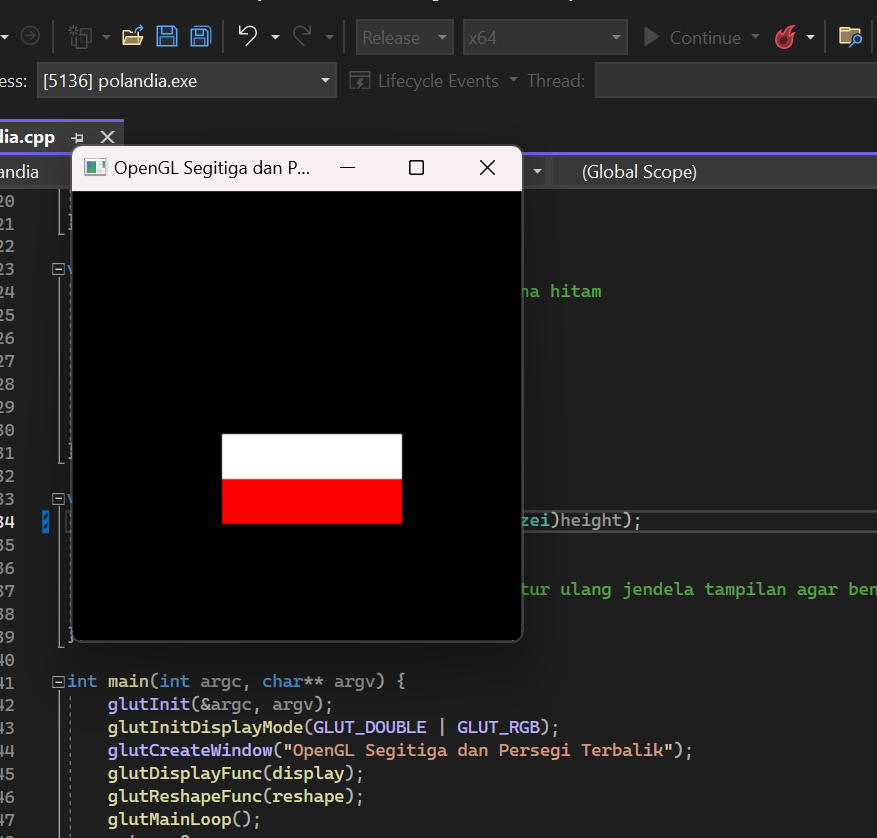 Release x64 Continue
ess: [5136] polandia.exe Lifecycle Events Thread:
dia.cpp
OpenGL Segitiga dan P...
andia (Global Scope)
20
21 }
22
23 v
24 na hitam
25
26
27
28
29
30
31 }
32
33 v
34 zei)height);
35
36
37 tur ulang jendela tampilan agar ben
38
39 }
40
41 int main(int argc, char** argv) {
42 glutInit(&argc, argv);
43 glutInitDisplayMode(GLUT_DOUBLE | GLUT_RGB);
44 glutCreateWindow("OpenGL Segitiga dan Persegi Terbalik");
45 glutDisplayFunc(display);
46 glutReshapeFunc(reshape);
47 glutMainLoop();